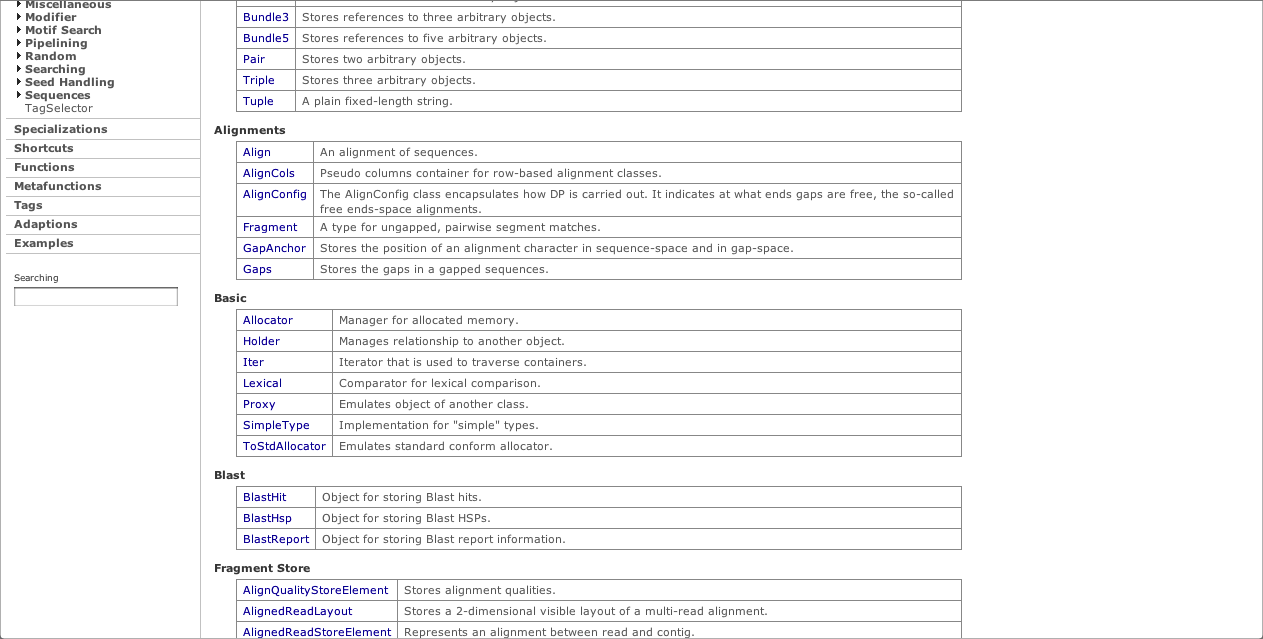 Miscellaneous
Modifier
Motif Search
Pipelining
Random
Searching
Seed Handling
Sequences
TagSelector
Specializations
Shortcuts
Functions
Metafunctions
Tags
Adaptions
Examples
Searching
Bundle3 Stores references to three arbitrary objects.
Bundle5 Stores references to five arbitrary objects.
Pair Stores two arbitrary objects.
Triple Stores three arbitrary objects.
Tuple A plain fixed-length string.
Alignments
Align An alignment of sequences.
AlignCols Pseudo columns container for row-based alignment classes.
AlignConfig The AlignConfig class encapsulates how DP is carried out. It indicates at what ends gaps are free, the so-called
free ends-space alignments.
Fragment A type for ungapped, pairwise segment matches.
GapAnchor Stores the position of an alignment character in sequence-space and in gap-space.
Gaps Stores the gaps in a gapped sequences.
Basic
Allocator Manager for allocated memory.
Holder Manages relationship to another object.
Iter Iterator that is used to traverse containers.
Lexical Comparator for lexical comparison.
Proxy Emulates object of another class.
SimpleType Implementation for "simple" types.
ToStdAllocator Emulates standard conform allocator.
Blast
BlastHit Object for storing Blast hits.
BlastHsp Object for storing Blast HSPs.
BlastReport Object for storing Blast report information.
Fragment Store
AlignQualityStoreElement Stores alignment qualities.
AlignedReadLayout Stores a 2-dimensional visible layout of a multi-read alignment.
AlignedReadStoreElement Represents an alignment between read and contig.